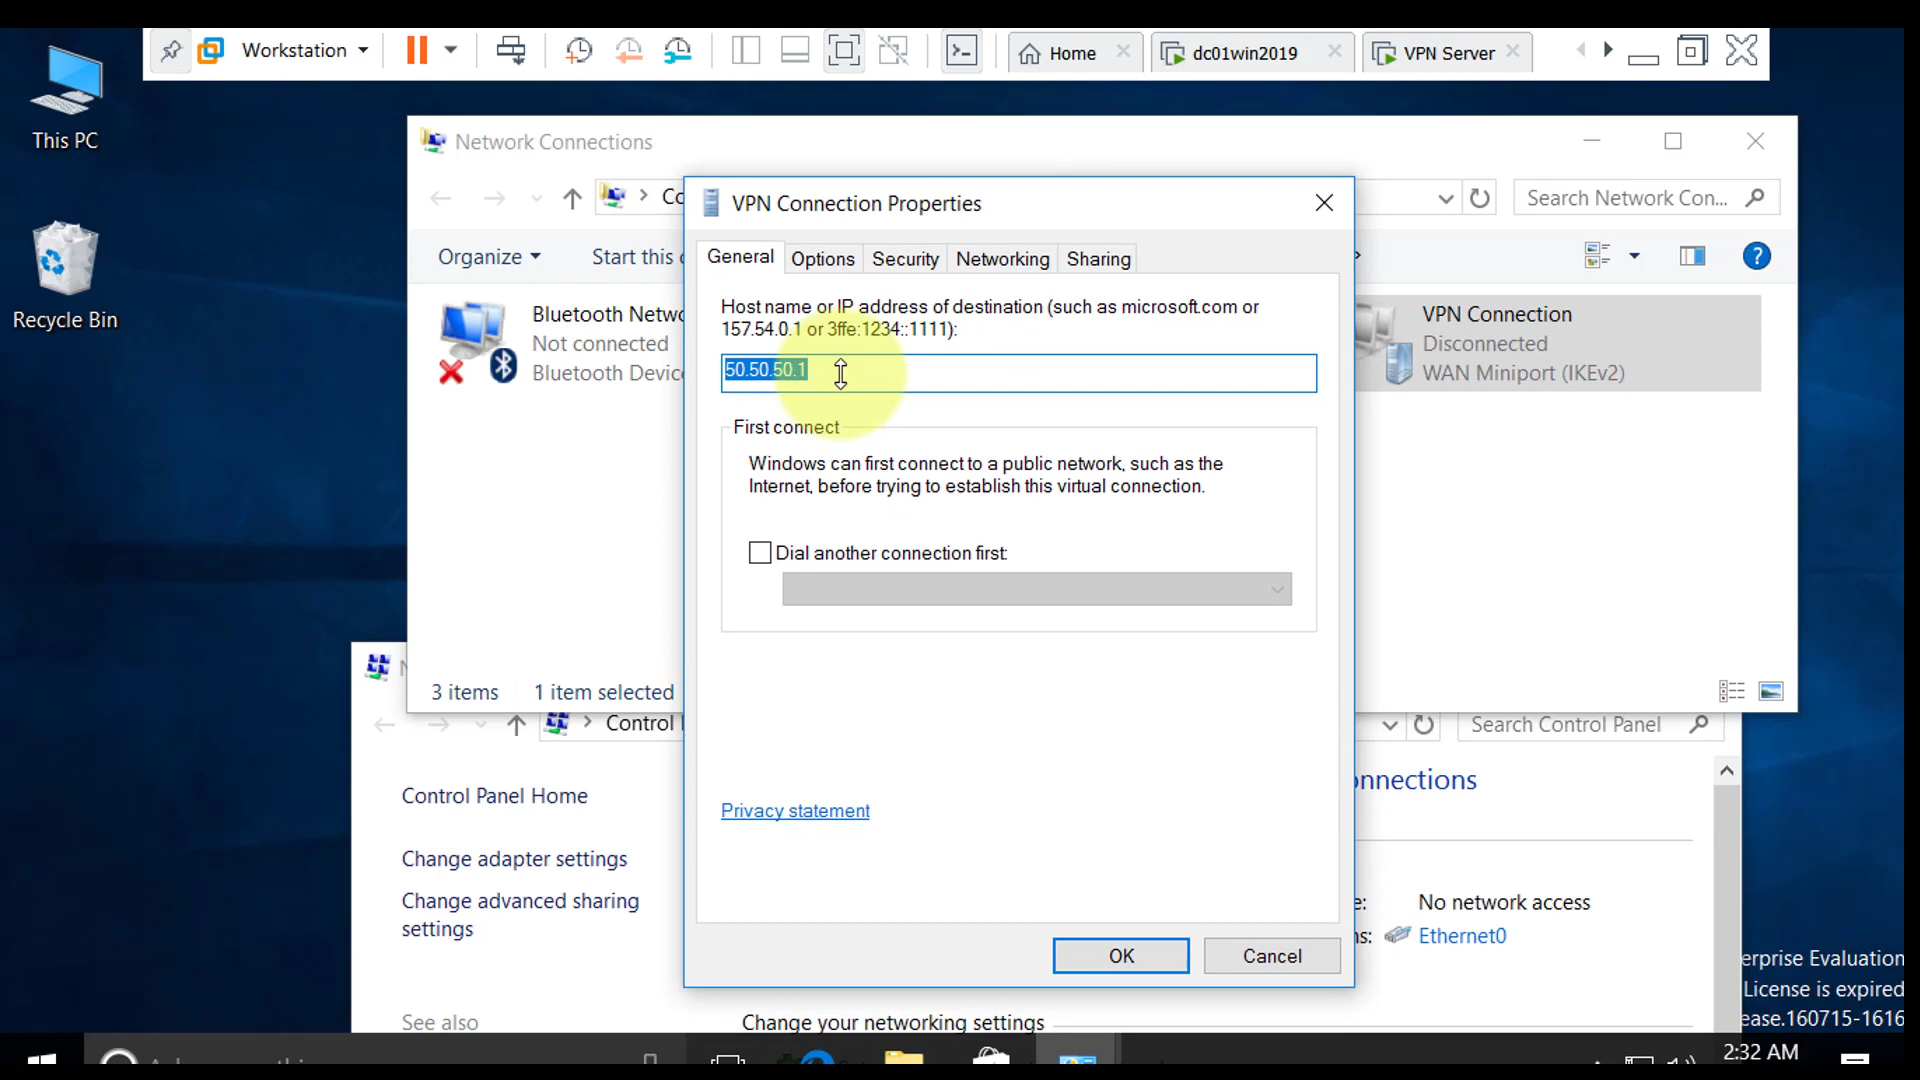 Workstation
Home
dc01win2019
VPN Server
This PC
Recycle Bin
Network Connections
Search Network Con...
Organize
Start this
Bluetooth Netwo
Not connected
Bluetooth Device
VPN Connection
Disconnected
WAN Miniport (IKEv2)
VPN Connection Properties
General
Options
Security
Networking
Sharing
Host name or IP address of destination (such as microsoft.com or
157.54.0.1 or 3ffe:1234::1111):
50.50.50.1
First connect
Windows can first connect to a public network, such as the
Internet, before trying to establish this virtual connection.
Dial another connection first:
Privacy statement
OK
Cancel
3 items
1 item selected
Control
Search Control Panel
Control Panel Home
Change adapter settings
Change advanced sharing
settings
See also
onnections
e:
No network access
ns:
Ethernet0
Change your networking settings
erprise Evaluation
License is expired
ease.160715-1616
2:32 AM